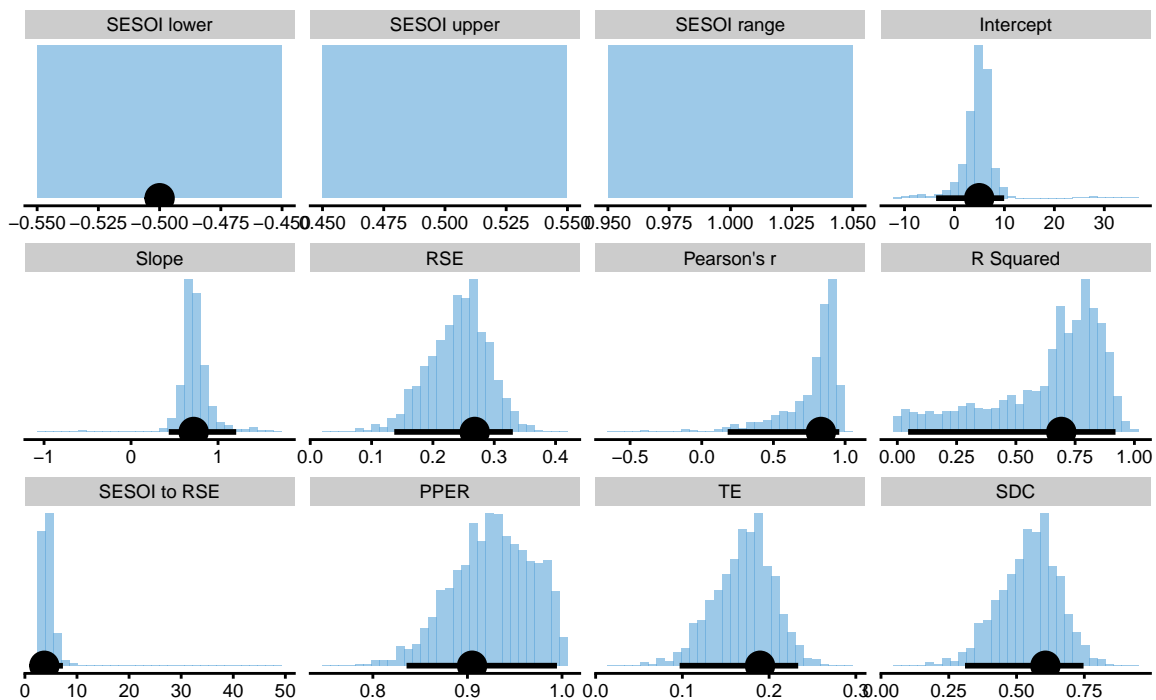 SESOI lower SESOI upper SESOI range Intercept
−0.550 −0.525 −0.500 −0.475 −0.450 0.450 0.475 0.500 0.525 0.550 0.950 0.975 1.000 1.025 1.050 −10 0 10 20 30
Slope RSE Pearson's r R Squared
−1 0 1 0.0 0.1 0.2 0.3 0.4 −0.5 0.0 0.5 1.0 0.00 0.25 0.50 0.75 1.00
SESOI to RSE PPER TE SDC
0 10 20 30 40 50 0.8 0.9 1.0 0.0 0.1 0.2 0.3 0.00 0.25 0.50 0.75